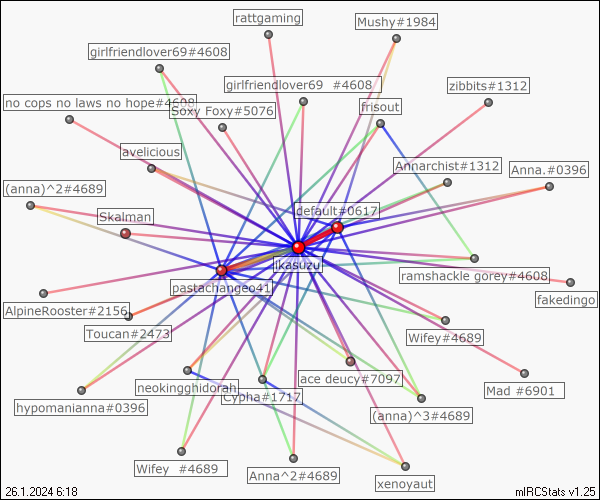 rattgaming
Mushy#1984
girlfriendlover69#4608
girlfriendlover69 #4608
zibbits#1312
no cops no laws no hope#4608
Soxy Foxy#5076
frisout
avelicious
Annarchist#1312
Anna.#0396
(anna)^2#4689
Skalman
default#0617
ikasuzu
pastachangeo41
ramshackle gorey#4608
fakedingo
AlpineRooster#2156
Toucan#2473
Wifey#4689
neokingghidorah
Cypha#1717
ace deucy#7097
Mad #6901
hypomanianna#0396
(anna)^3#4689
Wifey #4689
Anna^2#4689
xenoyaut
26.1.2024 6:18
mIRCStats v1.25